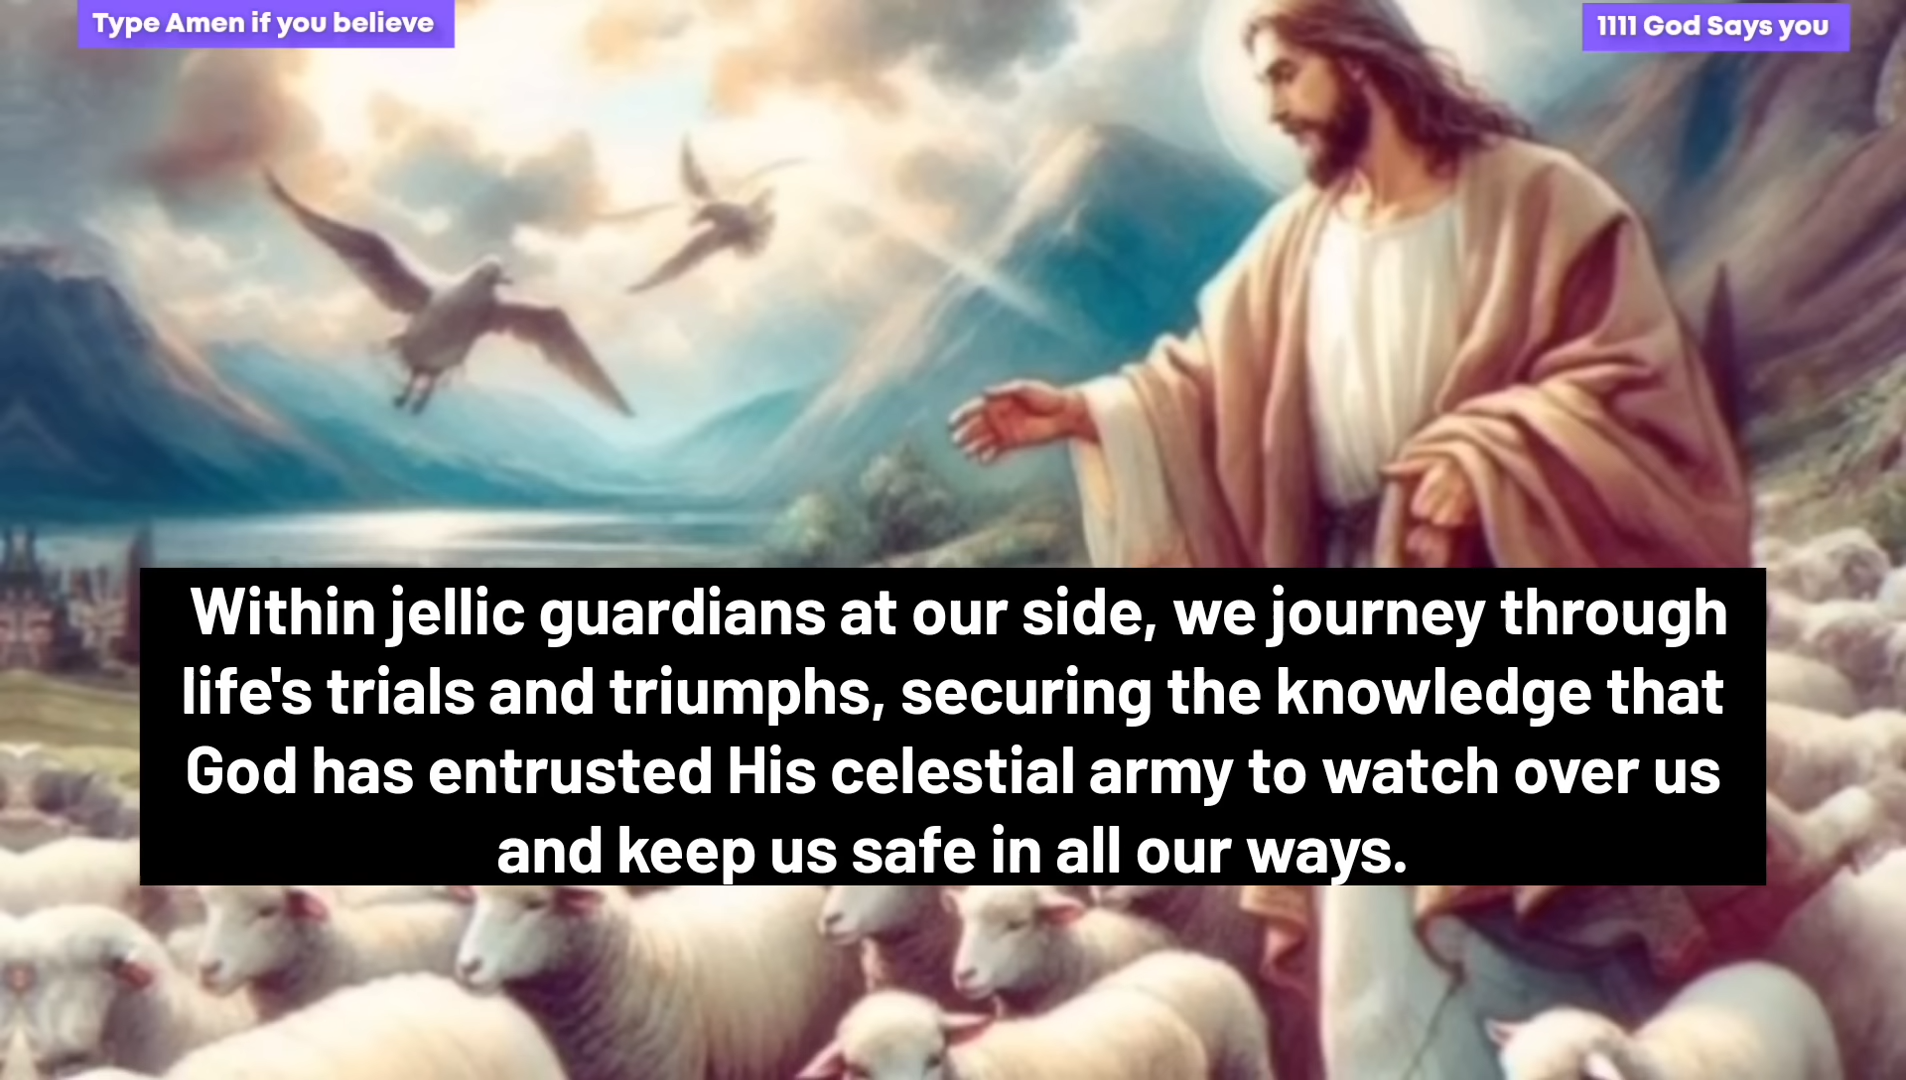 Type Amen if you believe
1111 God Says you
Within jellic guardians at our side, we journey through
life's trials and triumphs, securing the knowledge that
God has entrusted His celestial army to watch over us
and keep us safe in all our ways.